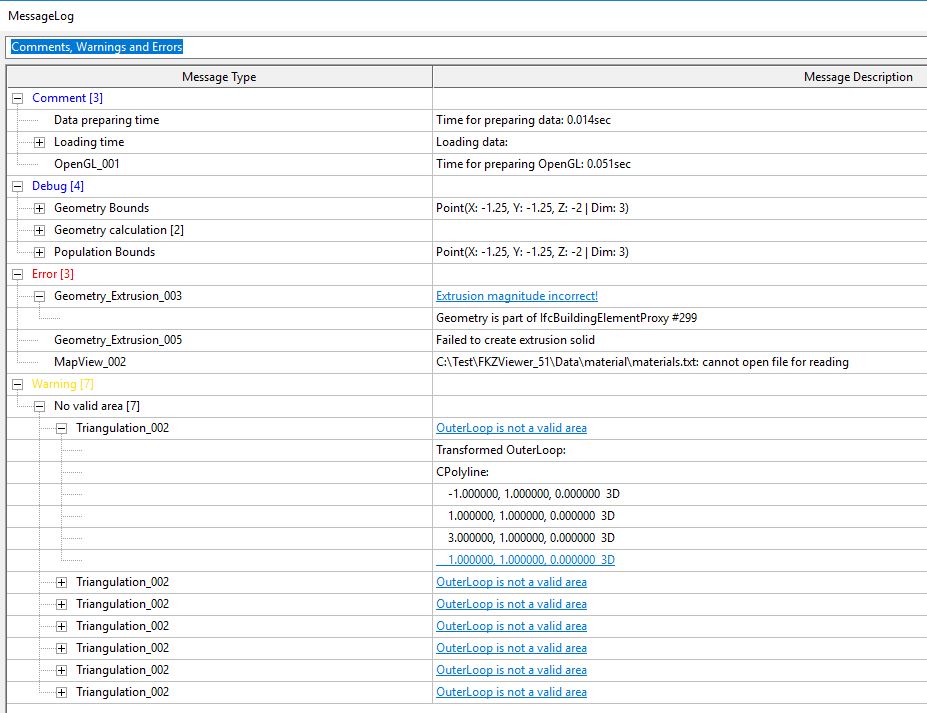 MessageLog
Comments, Warnings and Errors
Message Type Message Description
Comment [3]
Data preparing time Time for preparing data: 0.014sec
Loading time Loading data:
OpenGL_001 Time for preparing OpenGL: 0.051sec
Debug [4]
Geometry Bounds Point(X: -1.25, Y: -1.25, Z: -2 | Dim: 3)
Geometry calculation [2]
Population Bounds Point(X: -1.25, Y: -1.25, Z: -2 | Dim: 3)
Error [3]
Geometry_Extrusion_003 Extrusion magnitude incorrect!
Geometry is part of IfcBuildingElementProxy #299
Geometry_Extrusion_005 Failed to create extrusion solid
MapView_002 C:\Test\FKZViewer_51\Data\material\materials.txt: cannot open file for reading
Warning [7]
No valid area [7]
Triangulation_002 OuterLoop is not a valid area
Transformed OuterLoop:
CPolyline:
-1.000000, 1.000000, 0.000000 3D
1.000000, 1.000000, 0.000000 3D
3.000000, 1.000000, 0.000000 3D
1.000000, 1.000000, 0.000000 3D
Triangulation_002 OuterLoop is not a valid area
Triangulation_002 OuterLoop is not a valid area
Triangulation_002 OuterLoop is not a valid area
Triangulation_002 OuterLoop is not a valid area
Triangulation_002 OuterLoop is not a valid area
Triangulation_002 OuterLoop is not a valid area